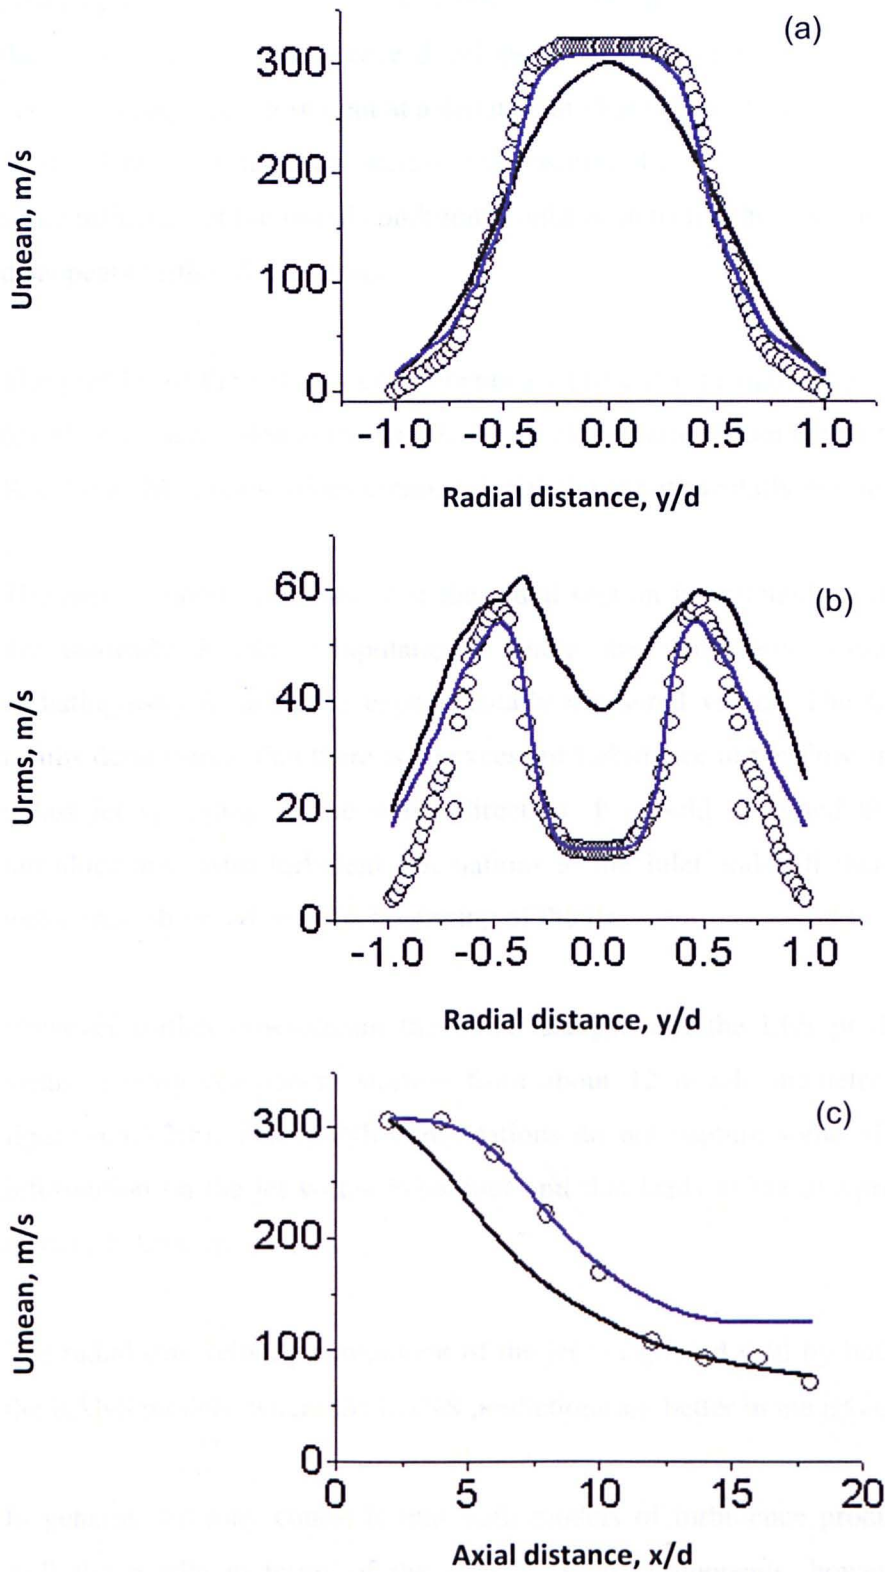 (a)
Umean, m/s
300
200
100
0
-1.0 -0.5 0.0 0.5 1.0
Radial distance, y/d
(b)
Urms, m/s
60
40
20
0
-1.0 -0.5 0.0 0.5 1.0
Radial distance, y/d
(c)
Umean, m/s
300
200
100
0
0 5 10 15 20
Axial distance, x/d